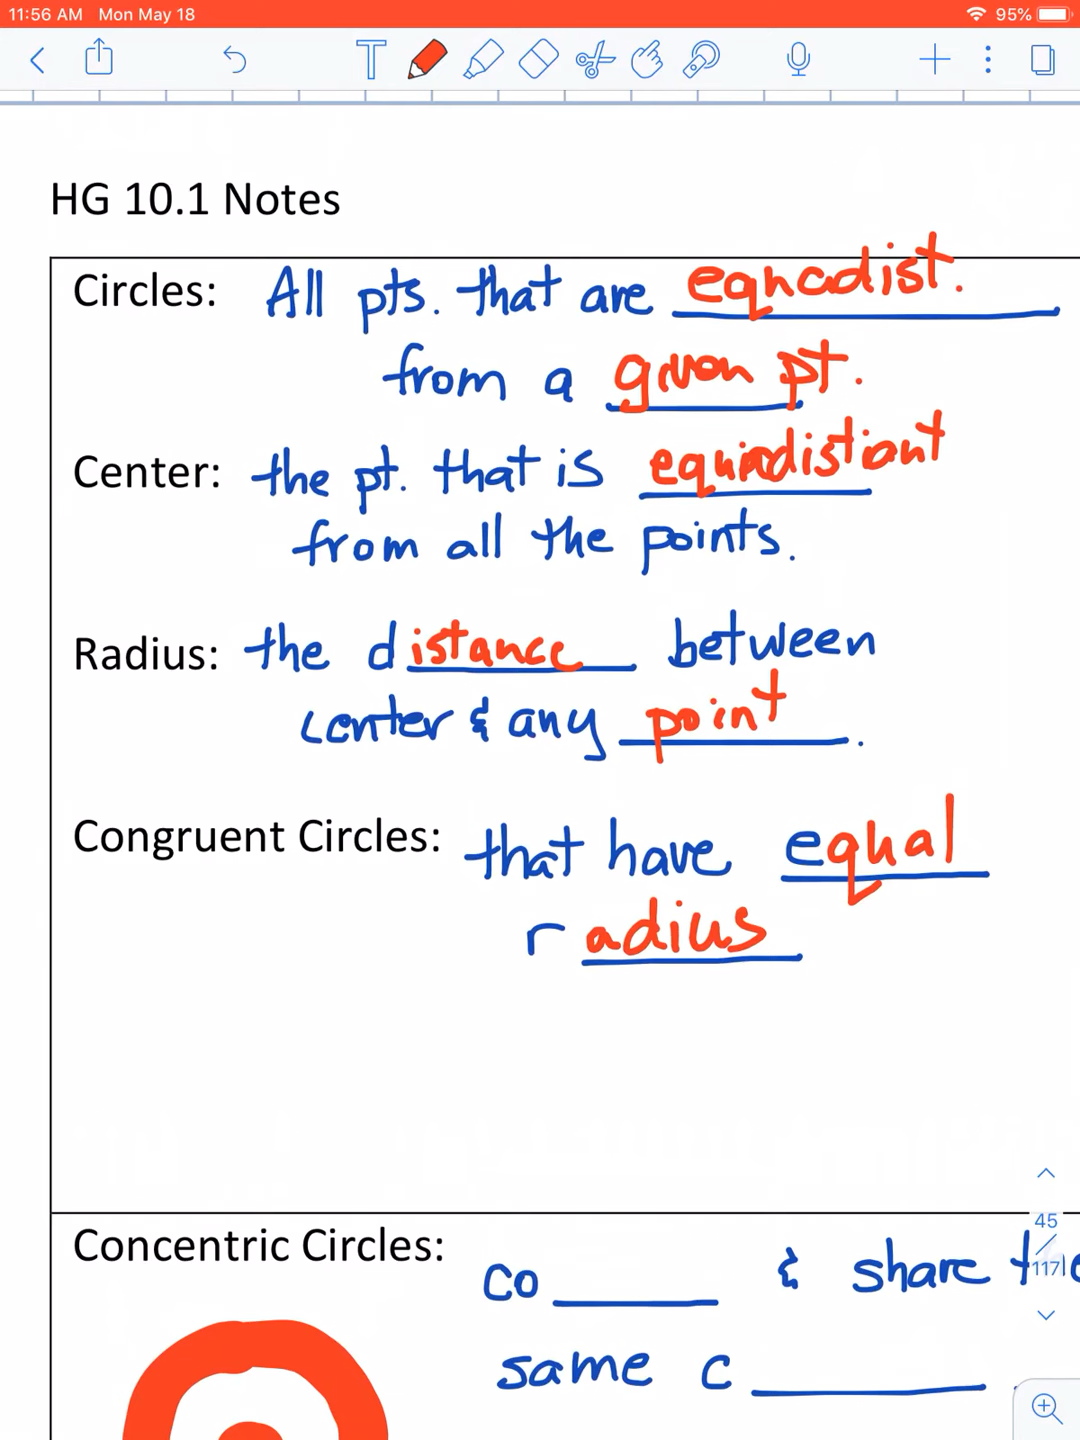 11:56 AM Mon May 18 95%
HG 10.1 Notes
Circles: All pts. that are equadist.
from a given pt.
Center: the pt. that is equidistant
from all the points.
Radius: the distance between
center & any point.
Congruent Circles: that have equal
radius
45
Concentric Circles: co_____ & share
117
same c_____